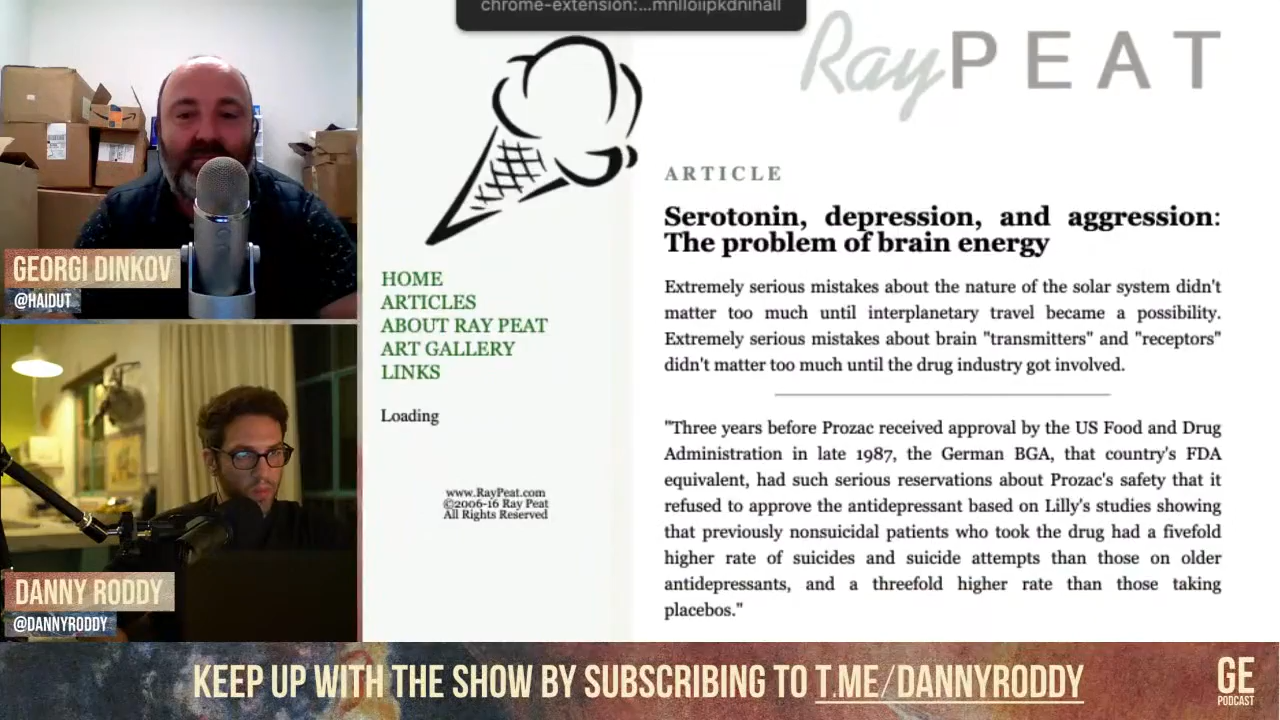 chrome-extension:...mnlloiipkdnihall
Ray PEAT
GEORGI DINKOV
@HAIDUT
DANNY RODDY
@DANNYRODDY
HOME
ARTICLES
ABOUT RAY PEAT
ART GALLERY
LINKS
Loading
www.RayPeat.com
©2006-16 Ray Peat
All Rights Reserved
ARTICLE
Serotonin, depression, and aggression:
The problem of brain energy
Extremely serious mistakes about the nature of the solar system didn't
matter too much until interplanetary travel became a possibility.
Extremely serious mistakes about brain "transmitters" and "receptors"
didn't matter too much until the drug industry got involved.
"Three years before Prozac received approval by the US Food and Drug
Administration in late 1987, the German BGA, that country's FDA
equivalent, had such serious reservations about Prozac's safety that it
refused to approve the antidepressant based on Lilly's studies showing
that previously nonsuicidal patients who took the drug had a fivefold
higher rate of suicides and suicide attempts than those on older
antidepressants, and a threefold higher rate than those taking
placebos."
KEEP UP WITH THE SHOW BY SUBSCRIBING TO T.ME/DANNYRODDY
GE
PODCAST